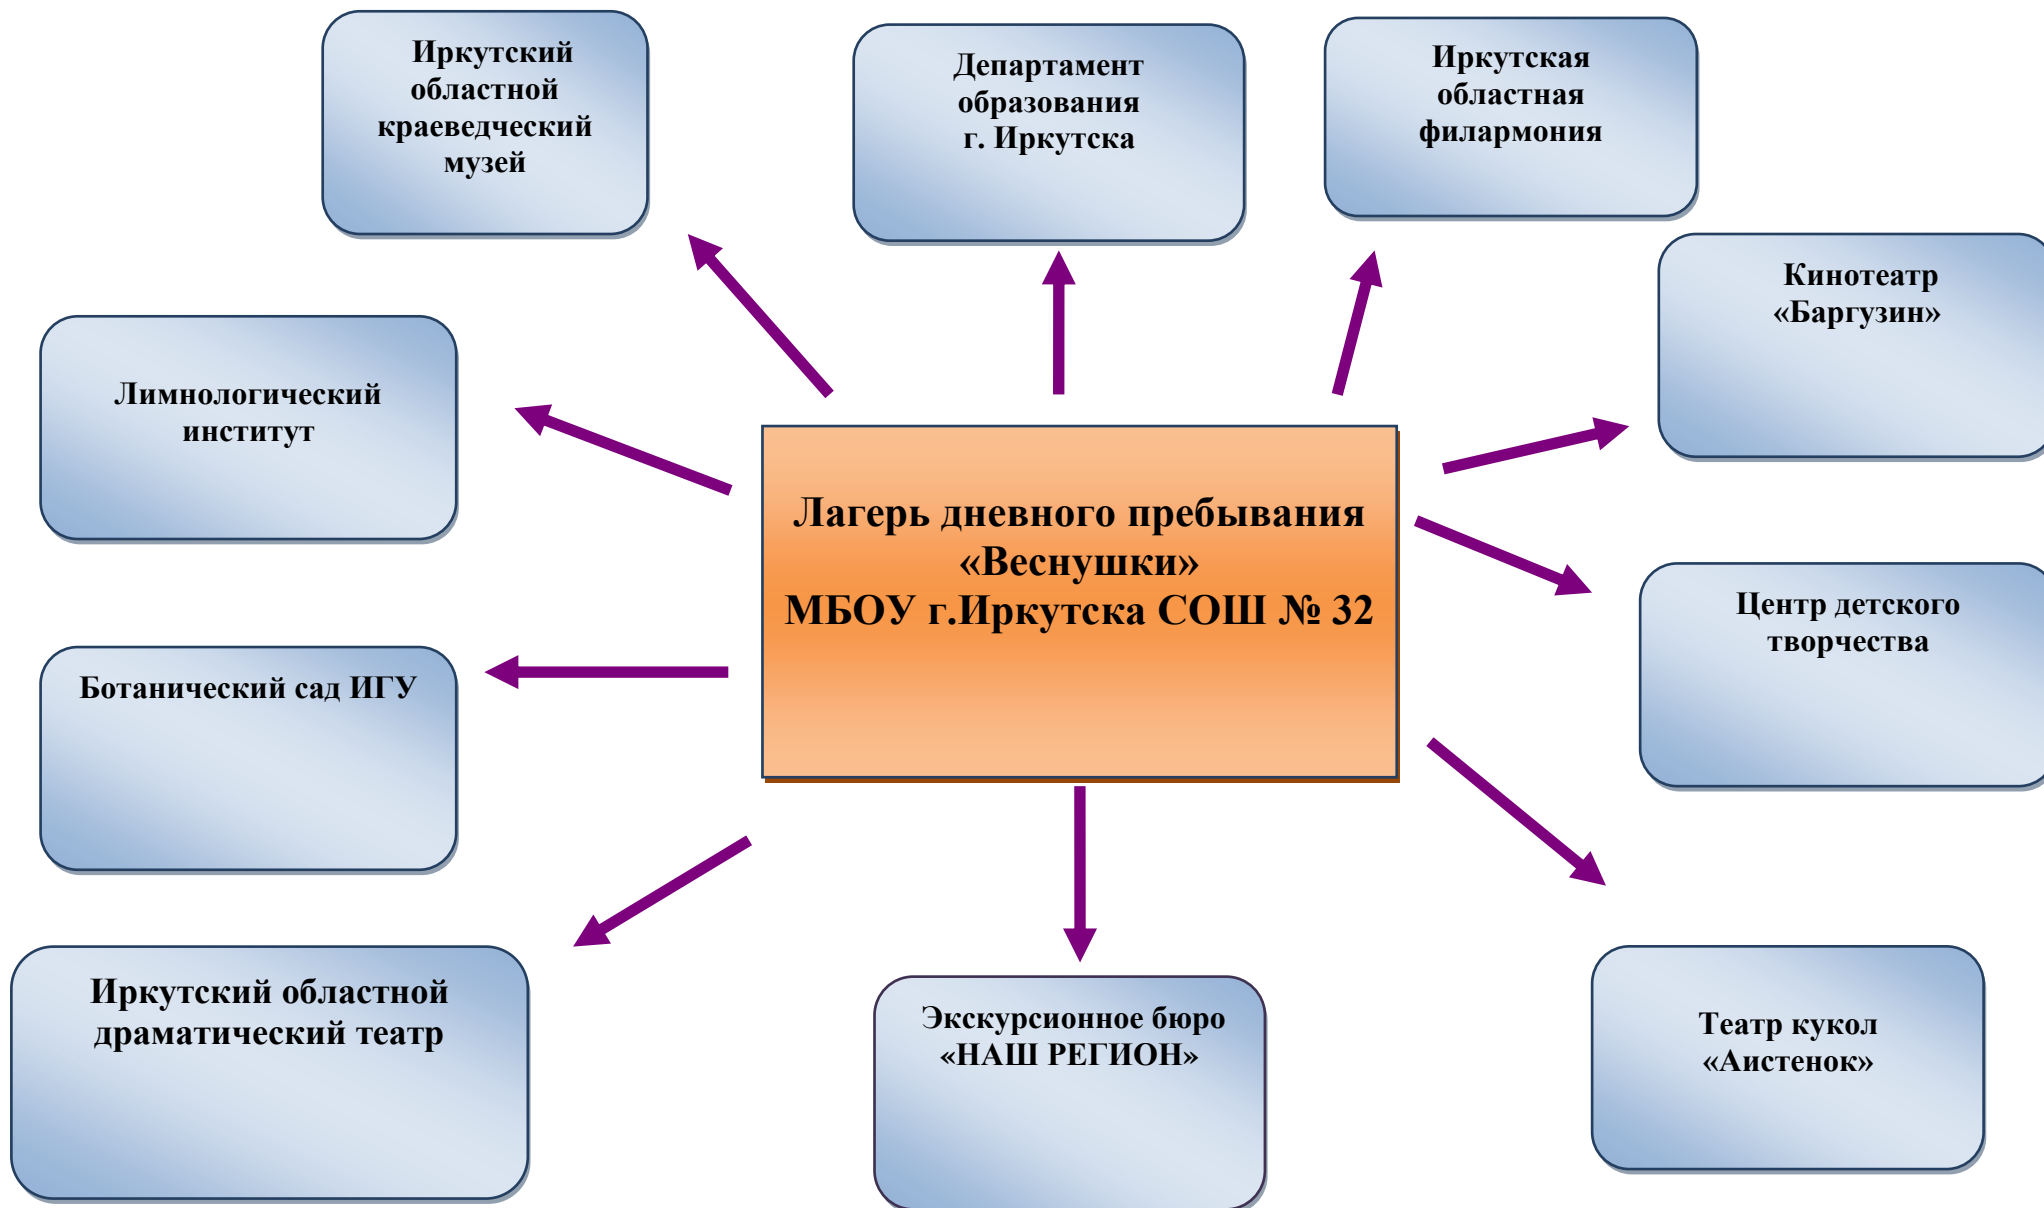 Иркутский
областной
краеведческий
музей
Департамент
образования
г. Иркутска
Иркутская
областная
филармония
Кинотеатр
«Баргузин»
Лимнологический
институт
Лагерь дневного пребывания
«Веснушки»
МБОУ г.Иркутска СОШ № 32
Центр детского
творчества
Ботанический сад ИГУ
Иркутский областной
драматический театр
Экскурсионное бюро
«НАШ РЕГИОН»
Театр кукол
«Аистенок»